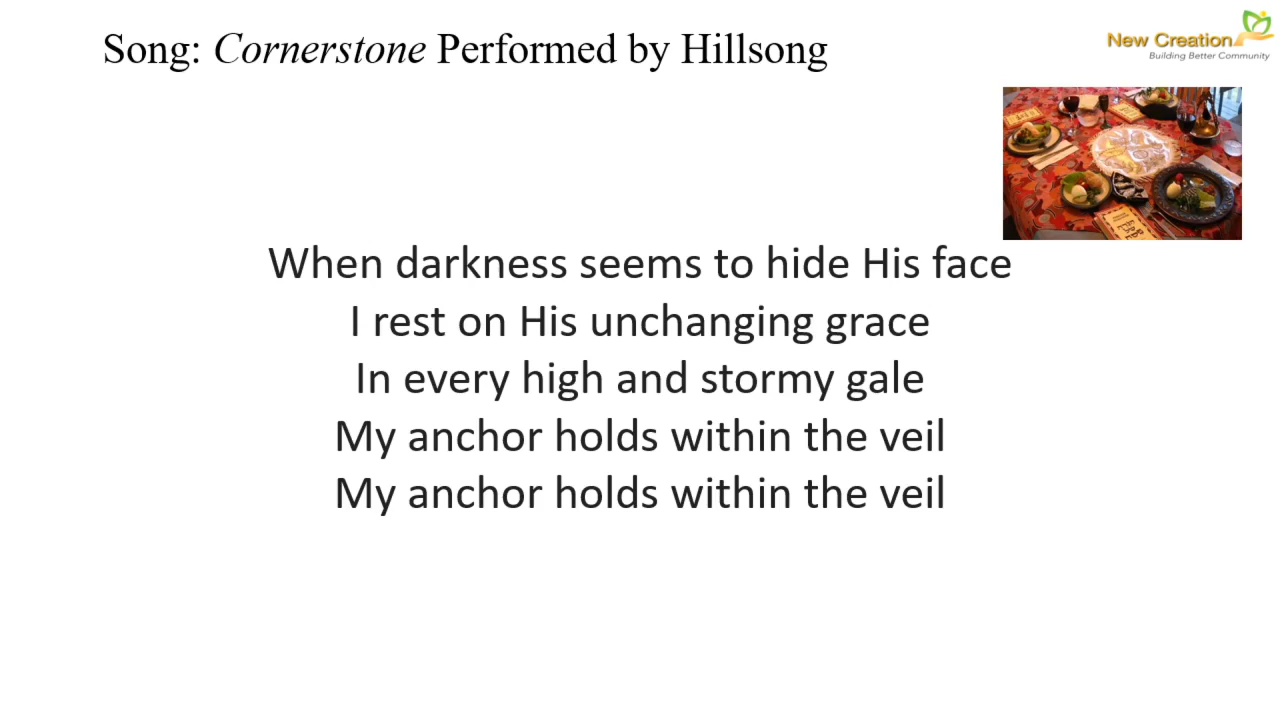 Song: Cornerstone Performed by Hillsong
New Creation
Building Better Community
When darkness seems to hide His face
I rest on His unchanging grace
In every high and stormy gale
My anchor holds within the veil
My anchor holds within the veil